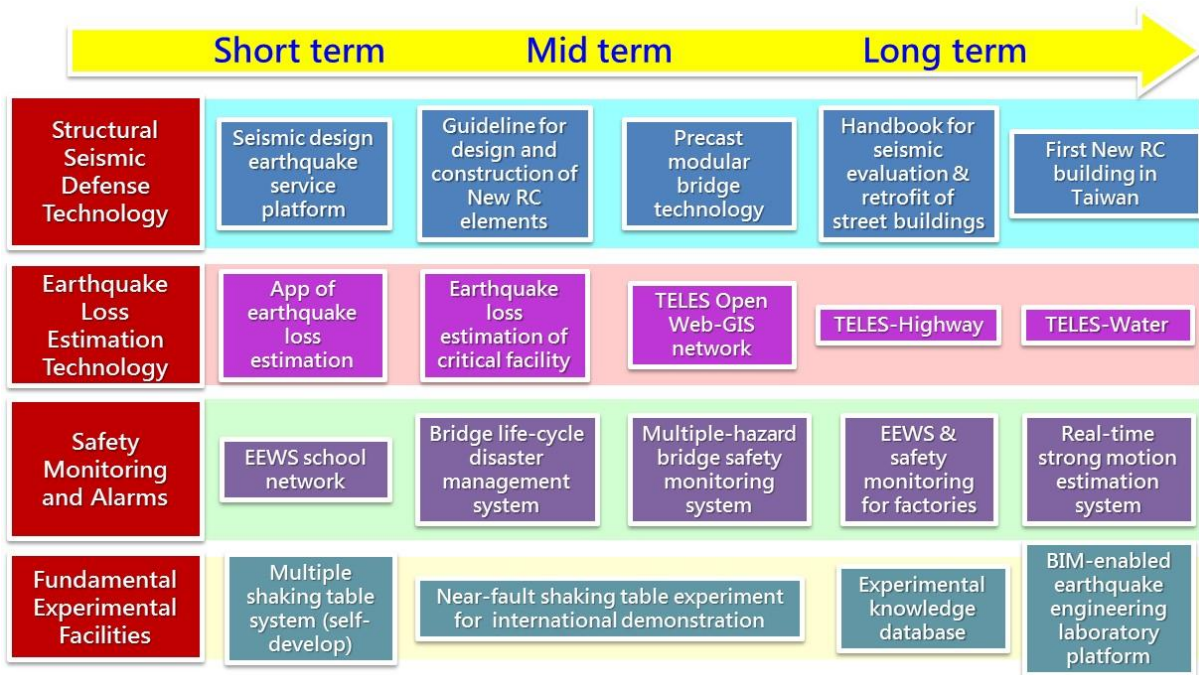 Short term
Mid term
Long term
Structural
Seismic
Defense
Technology
Seismic design
earthquake
service
platform
Guideline for
design and
construction of
New RC
elements
Precast
modular
bridge
technology
Handbook for
seismic
evaluation &
retrofit of
street buildings
First New RC
building in
Taiwan
Earthquake
Loss
Estimation
Technology
App of
earthquake
loss
estimation
Earthquake
loss
estimation of
critical facility
TELES Open
Web-GIS
network
TELES-Highway
TELES-Water
Safety
Monitoring
and Alarms
EEWS school
network
Bridge life-cycle
disaster
management
system
Multiple-hazard
bridge safety
monitoring
system
EEWS &
safety
monitoring
for factories
Real-time
strong motion
estimation
system
Fundamental
Experimental
Facilities
Multiple
shaking table
system (self-
develop)
Near-fault shaking table experiment
for international demonstration
Experimental
knowledge
database
BIM-enabled
earthquake
engineering
laboratory
platform